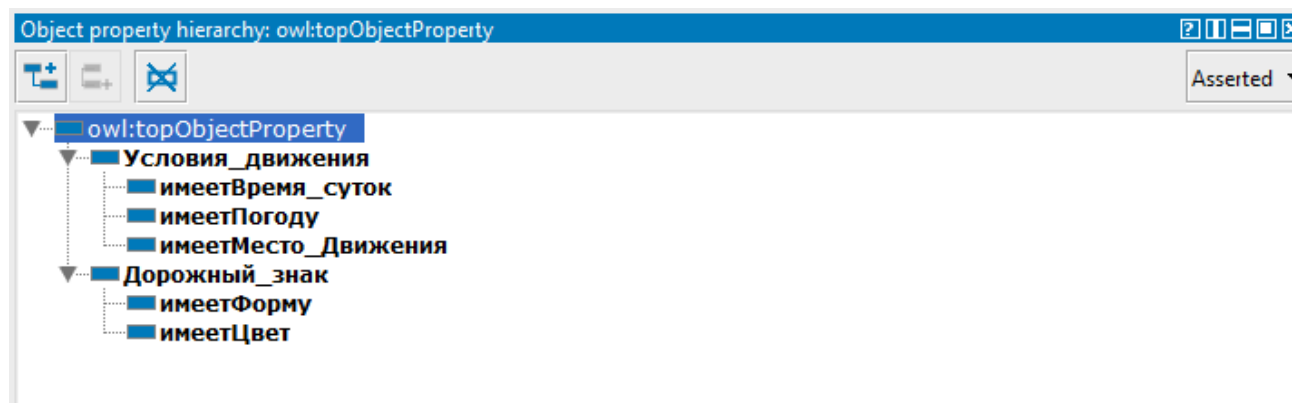 Object property hierarchy: owl:topObjectProperty
Asserted
owl:topObjectProperty
Условия_движения
имеетВремя_суток
имеетПогоду
имеетМесто_Движения
Дорожный_знак
имеетФорму
имеетЦвет